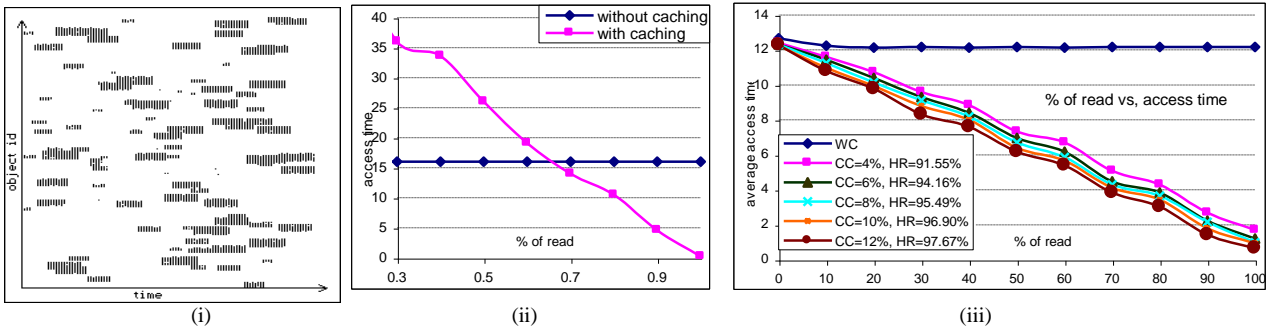 object id
time
(i)
40
35
30
25
20
15
10
5
0
access time
without caching
with caching
% of read
0.3 0.5 0.7 0.9
(ii)
14
12
10
8
6
4
2
0
average access time
% of read vs, access time
WC
CC=4%, HR=91.55%
CC=6%, HR=94.16%
CC=8%, HR=95.49%
CC=10%, HR=96.90%
CC=12%, HR=97.67%
% of read
0 10 20 30 40 50 60 70 80 90 100
(iii)